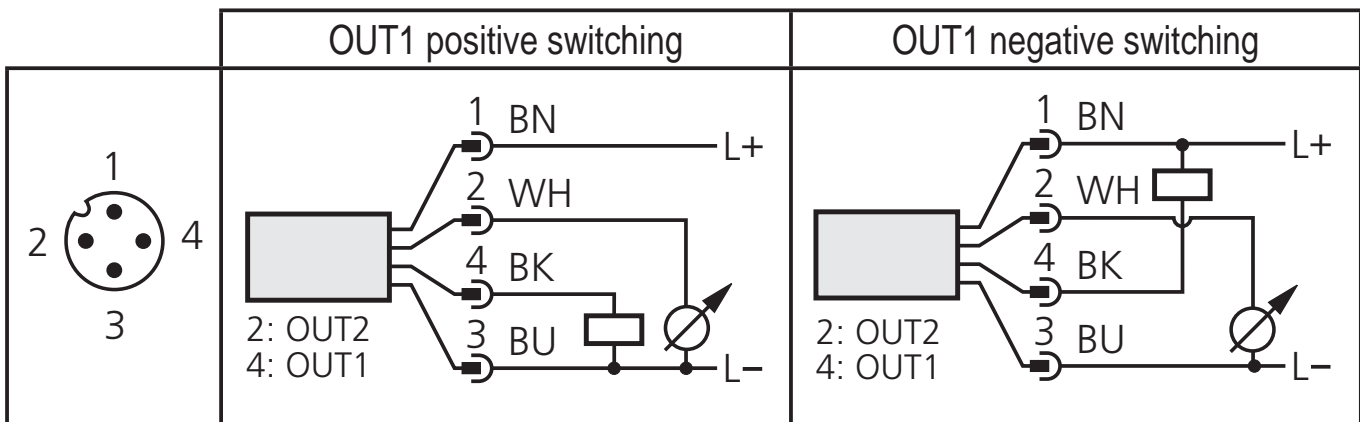 OUT1 positive switching
OUT1 negative switching
1
2
4
3
1 BN
L+
2 WH
4 BK
3 BU
L−
2: OUT2
4: OUT1
1 BN
L+
2 WH
4 BK
3 BU
L−
2: OUT2
4: OUT1